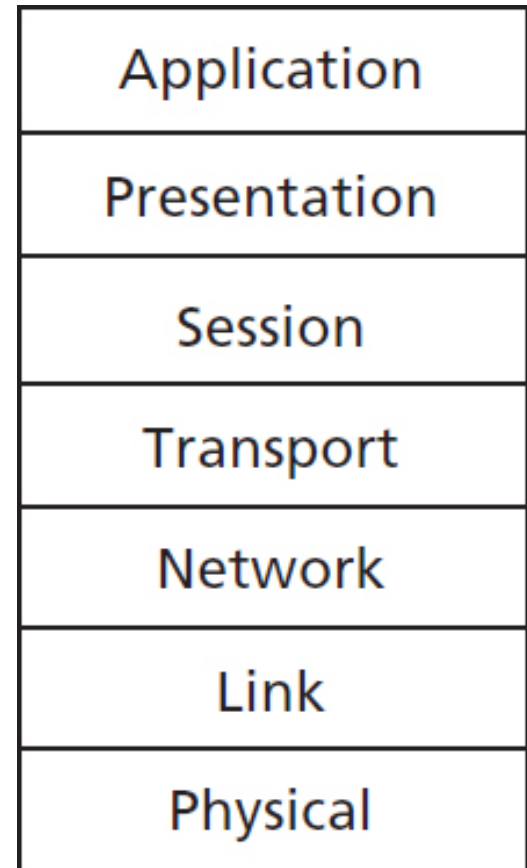 Application
Presentation
Session
Transport
Network
Link
Physical